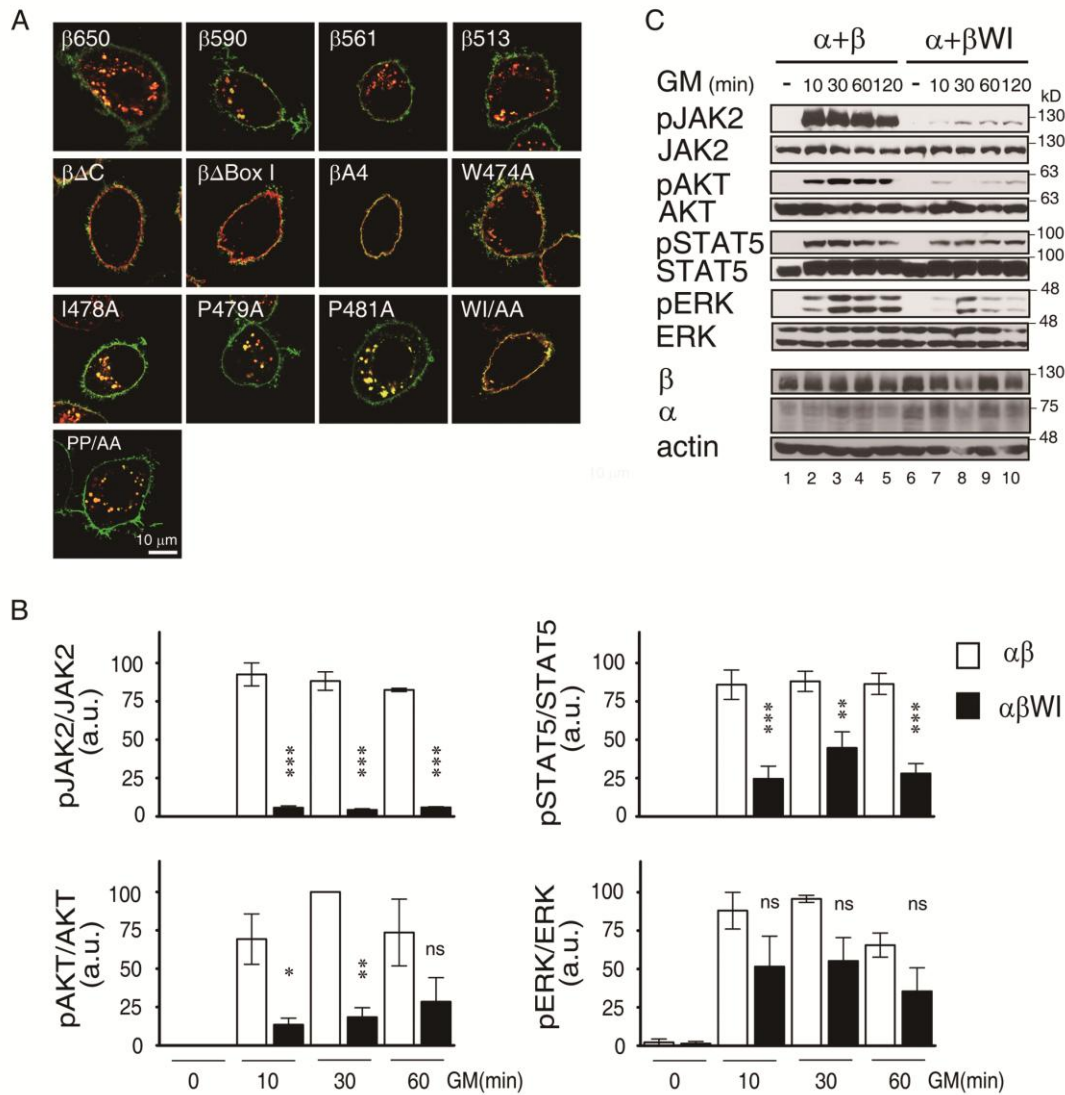 A
β650
β590
β561
β513
βΔC
βΔBox I
βA4
W474A
I478A
P479A
P481A
WI/AA
PP/AA
10 μm
10 μm
C
α+β α+βWI
GM (min) - 10 30 60 120 - 10 30 60 120 kD
pJAK2 130
JAK2 130
pAKT 63
AKT 63
pSTAT5 100
STAT5 100
pERK 48
ERK 48
β 130
α 75
actin 48
1 2 3 4 5 6 7 8 9 10
B
pJAK2/JAK2
(a.u.)
100
75
50
25
0
*** *** ***
pSTAT5/STAT5
(a.u.)
100
75
50
25
0
*** ** ***
αβ
αβWI
pAKT/AKT
(a.u.)
100
75
50
25
0
* ** ns
0 10 30 60 GM(min)
pERK/ERK
(a.u.)
100
75
50
25
0
ns ns ns
0 10 30 60 GM(min)